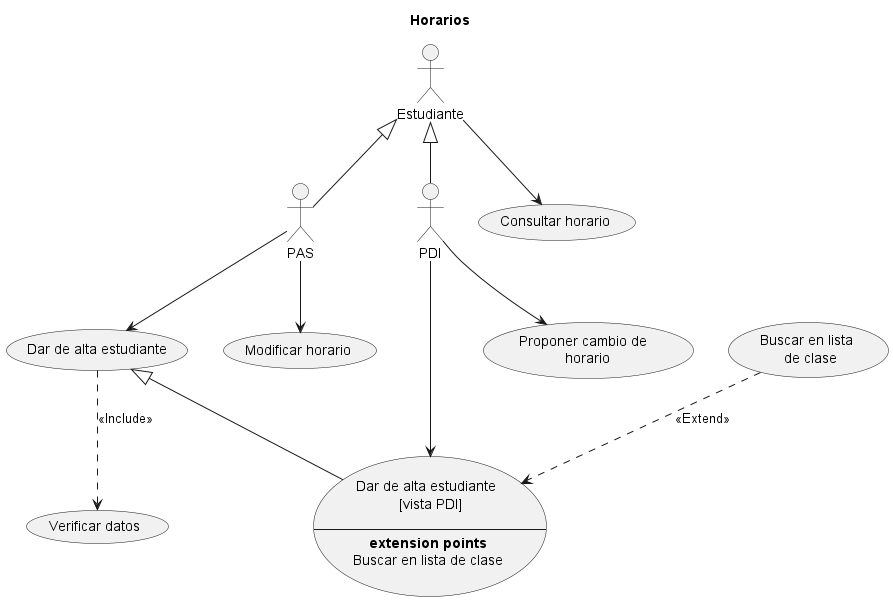 Horarios
Estudiante
Consultar horario
PAS
PDI
Dar de alta estudiante
Modificar horario
Proponer cambio de
horario
Buscar en lista
de clase
«Include»
«Extend»
Verificar datos
Dar de alta estudiante
[vista PDI]
extension points
Buscar en lista de clase